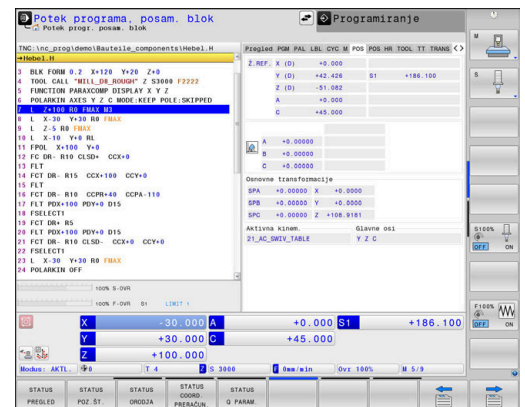 Potek programa, posam. blok
Potek progr. posam. blok
Programiranje
TNC:\nc_prog\demo\Bauteile_components\Hebel.H
→Hebel.H
3 BLK FORM 0.2 X+120 Y+20 Z+0
4 TOOL CALL "MILL_D8_ROUGH" Z S3000 F2222
5 FUNCTION PARAXCOMP DISPLAY X Y Z
6 POLARKIN AXES Y Z C MODE:KEEP POLE:SKIPPED
7 L Z+100 R0 FMAX M3
8 L X-30 Y+30 R0 FMAX
9 L Z-5 R0 FMAX
10 L X-10 Y+0 RL
11 FPOL X+100 Y+0
12 FC DR- R10 CLSD+ CCX+0
13 FLT
14 FCT DR- R15 CCX+100 CCY+0
15 FLT
16 FCT DR- R10 CCPR+40 CCPA-110
17 FLT PDX+100 PDY+0 D15
18 FSELECT1
19 FCT DR+ R5
20 FLT PDX+100 PDY+0 D15
21 FCT DR- R10 CLSD- CCX+0 CCY+0
22 FSELECT1
23 L X-30 Y+30 R0 FMAX
24 POLARKIN OFF
100% S-OVR
100% F-OVR S1 LIMIT 1
Pregled PGM PAL LBL CYC M POS POS HR TOOL TT TRANS
Ž.REF. X (D) +0.000
Y (D) +42.426 S1 +186.100
Z (D) -51.082
A +0.000
C +45.000
A +0.00000
B +0.00000
C +0.00000
Osnovne transformacije
SPA +0.00000 X +0.0000
SPB +0.00000 Y +0.0000
SPC +0.00000 Z +108.9181
Aktivna kinem. Glavne osi
21_AC_SWIV_TABLE Y Z C
X -30.000 A +0.000 S1 +186.100
Y +30.000 C +45.000
Z +100.000
Modus: AKTL. 0 T 4 Z S 3000 F 0mm/min Ovr 100% M 5/9
STATUS PREGLED
STATUS POZ.ŠT.
STATUS ORODJA
STATUS COORD. PRERAČUN.
STATUS Q PARAM.
M
S
S100%
OFF ON
F100%
OFF ON